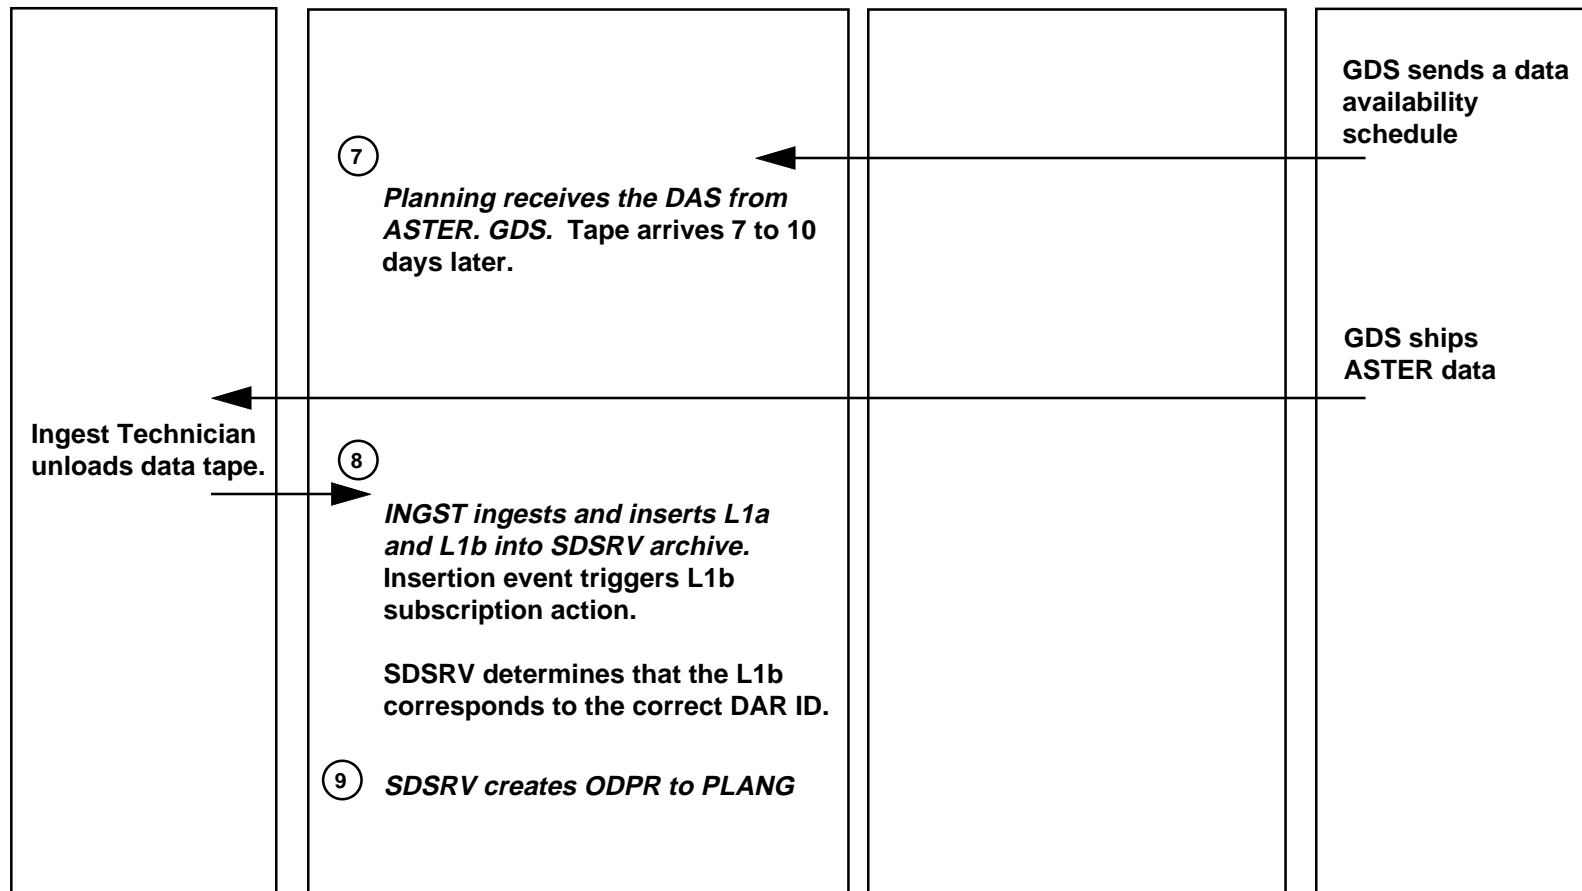 GDS sends a data
availability
schedule
7
Planning receives the DAS from
ASTER. GDS. Tape arrives 7 to 10
days later.
GDS ships
ASTER data
Ingest Technician
unloads data tape.
8
INGST ingests and inserts L1a
and L1b into SDSRV archive.
Insertion event triggers L1b
subscription action.
SDSRV determines that the L1b
corresponds to the correct DAR ID.
9 SDSRV creates ODPR to PLANG